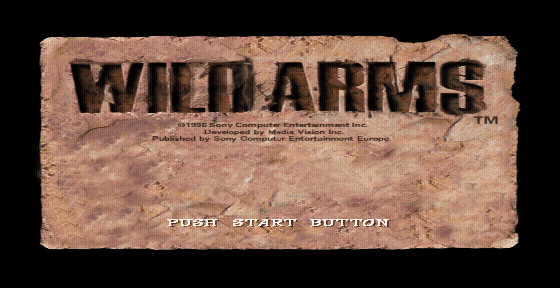 WILD ARMS
TM
©1996 Sony Computer Entertainment Inc.
Developed by Media Vision Inc.
Published by Sony Computer Entertainment Europe.
PUSH START BUTTON